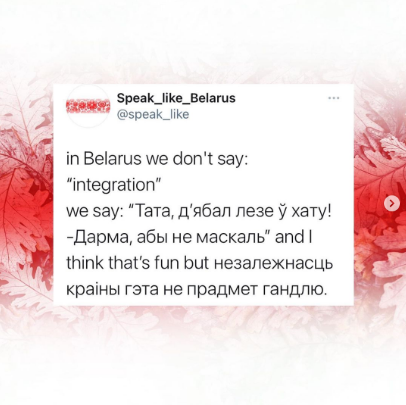 Speak_like_Belarus
@speak_like
in Belarus we don't say:
“integration”
we say: “Тата, д’ябал лезе ў хату!
-Дарма, абы не маскаль” and I
think that’s fun but незалежнасць
краіны гэта не прадмет гандлю.